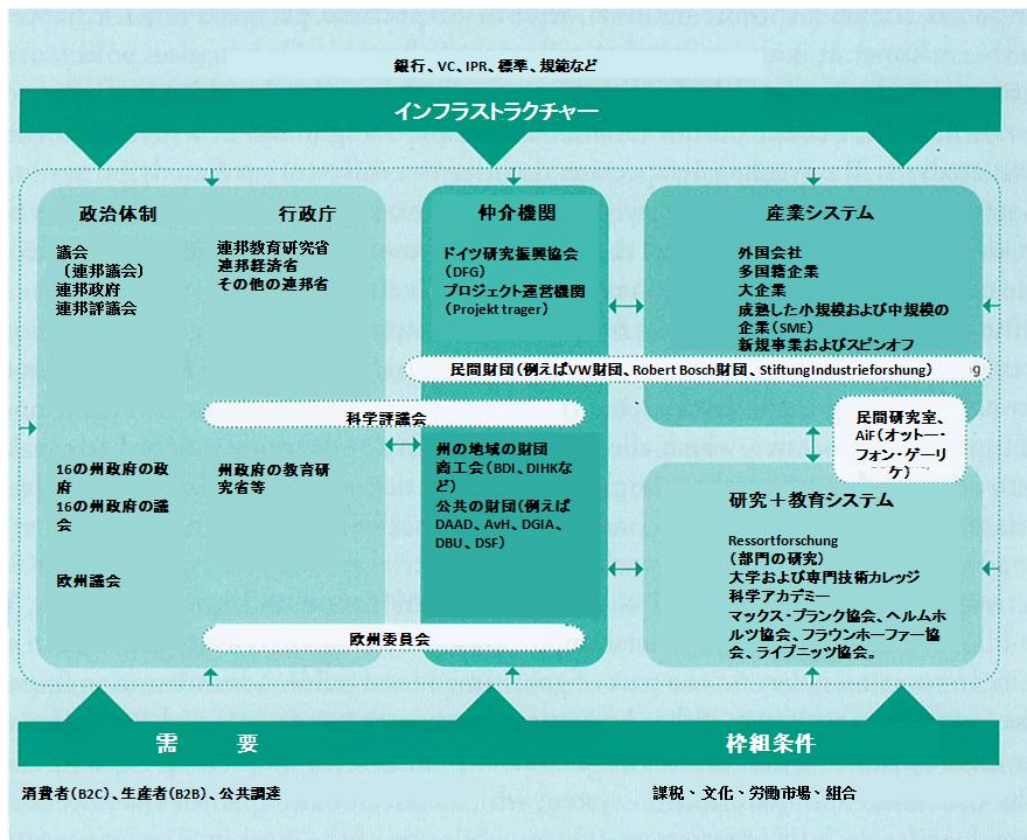 銀行、VC、IPR、標準、規範など
インフラストラクチャー
政治体制
議会
〔連邦議会〕
連邦政府
連邦評議会
16の州政府の政
府
16の州政府の議
会
欧州議会
行政庁
連邦教育研究省
連邦経済省
その他の連邦省
州政府の教育研
究省等
仲介機関
ドイツ研究振興協会
(DFG)
プロジェクト運営機関
(Projekt trager)
産業システム
外国会社
多国籍企業
大企業
成熟した小規模および中規模の
企業(SME)
新規事業およびスピンオフ
民間財団(例えばVW財団、Robert Bosch財団、Stiftung Industrieforshung)
科学評議会
州の地域の財団
商工会(BDI、DIHKな
ど)
公共の財団(例えば
DAAD、AvH、DGIA、
DBU、DSF)
民間研究室、
AiF(オットー・
フォン・ゲーリ
ケ)
研究+教育システム
Ressortforschung
(部門の研究)
大学および専門技術カレッジ
科学アカデミー
マックス・プランク協会、ヘルムホ
ルツ協会、フラウンホーファー協
会、ライプニッツ協会。
欧州委員会
需 要
枠組条件
消費者(B2C)、生産者(B2B)、公共調達
課税、文化、労働市場、組合